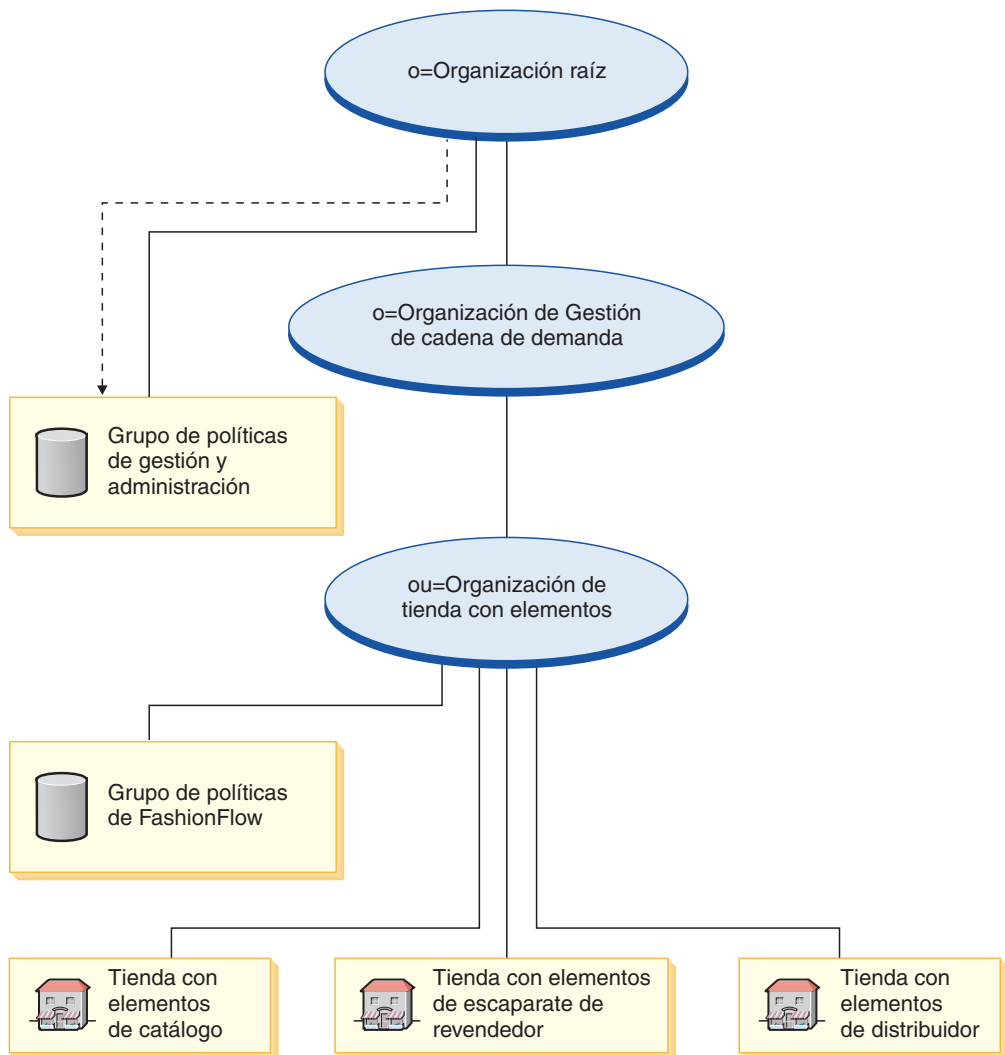 o=Organización raíz
o=Organización de Gestión
de cadena de demanda
Grupo de políticas
de gestión y
administración
ou=Organización de
tienda con elementos
Grupo de políticas
de FashionFlow
Tienda con
elementos
de catálogo
Tienda con elementos
de escaparate de
revendedor
Tienda con
elementos
de distribuidor